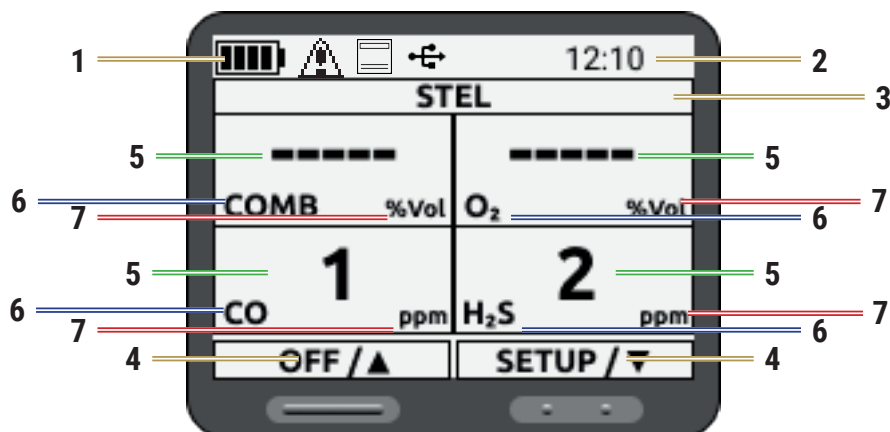 1 12:10 2
STEL 3
5 ----- ----- 5
6 COMB %Vol O₂ %Vol 7
7 6
5 1 2 5
6 CO ppm H₂S ppm 7
7 6
4 OFF /▲ SETUP /▼ 4